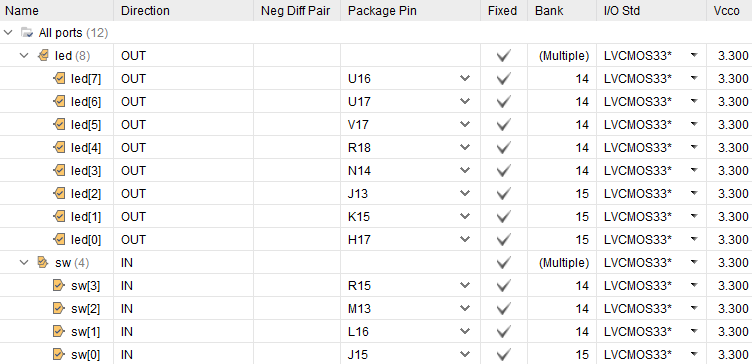 Name Direction Neg Diff Pair Package Pin Fixed Bank I/O Std Vcco
All ports (12)
led (8) OUT (Multiple) LVCMOS33* 3.300
led[7] OUT U16 14 LVCMOS33* 3.300
led[6] OUT U17 14 LVCMOS33* 3.300
led[5] OUT V17 14 LVCMOS33* 3.300
led[4] OUT R18 14 LVCMOS33* 3.300
led[3] OUT N14 14 LVCMOS33* 3.300
led[2] OUT J13 15 LVCMOS33* 3.300
led[1] OUT K15 15 LVCMOS33* 3.300
led[0] OUT H17 15 LVCMOS33* 3.300
sw (4) IN (Multiple) LVCMOS33* 3.300
sw[3] IN R15 14 LVCMOS33* 3.300
sw[2] IN M13 14 LVCMOS33* 3.300
sw[1] IN L16 14 LVCMOS33* 3.300
sw[0] IN J15 15 LVCMOS33* 3.300